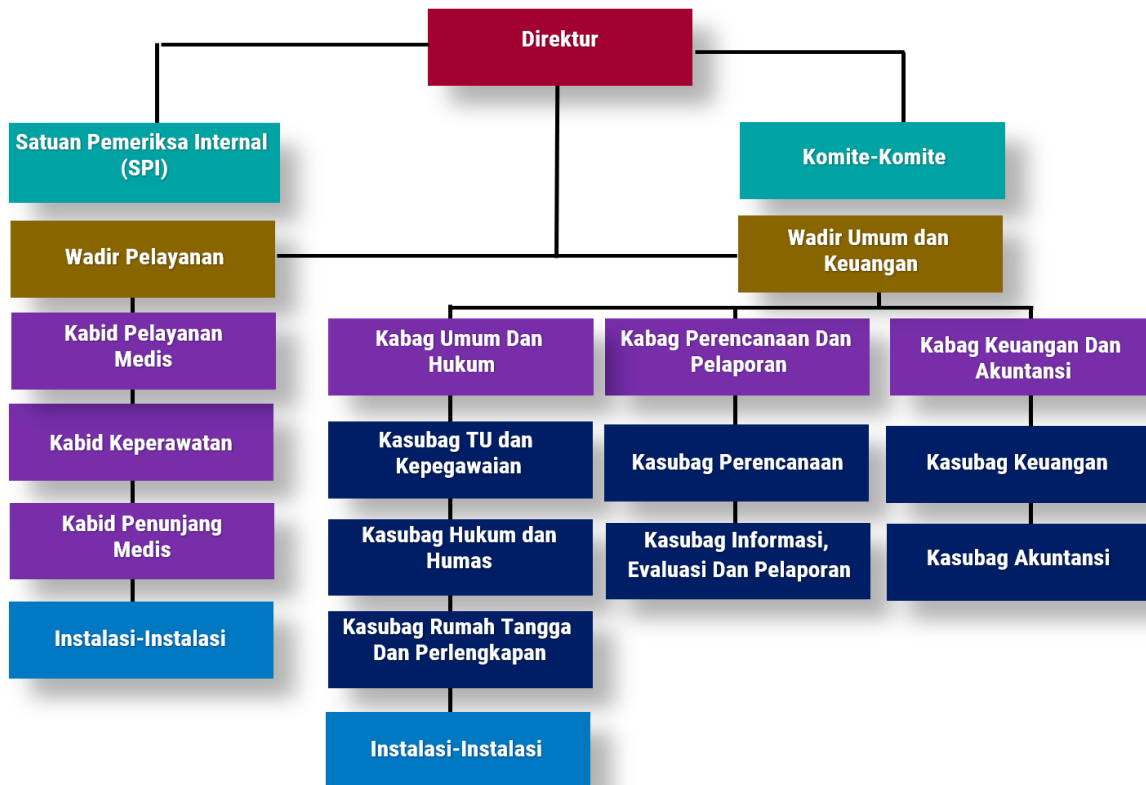 Direktur
Satuan Pemeriksa Internal
(SPI)
Komite-Komite
Wadir Pelayanan
Wadir Umum dan
Keuangan
Kabid Pelayanan
Medis
Kabag Umum Dan
Hukum
Kabag Perencanaan Dan
Pelaporan
Kabag Keuangan Dan
Akuntansi
Kabid Keperawatan
Kasubag TU dan
Kepegawaian
Kasubag Perencanaan
Kasubag Keuangan
Kabid Penunjang
Medis
Kasubag Hukum dan
Humas
Kasubag Informasi,
Evaluasi Dan Pelaporan
Kasubag Akuntansi
Instalasi-Instalasi
Kasubag Rumah Tangga
Dan Perlengkapan
Instalasi-Instalasi